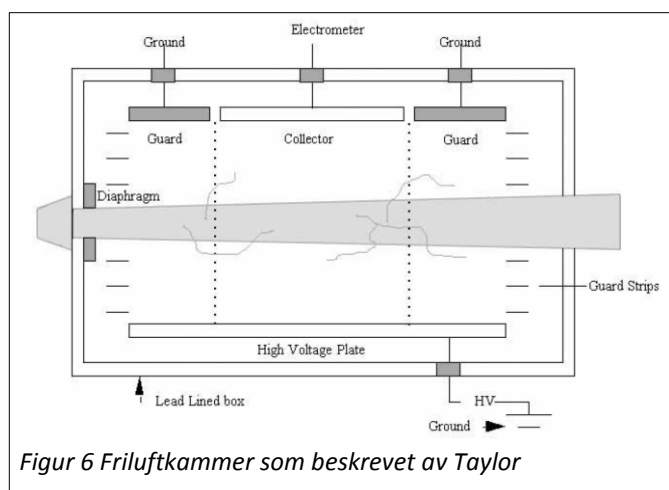 Electrometer
Ground
Ground
Guard
Collector
Guard
Diaphragm
Guard Strips
High Voltage Plate
Lead Lined box
HV
Ground
Figur 6 Friluftkammer som beskrevet av Taylor